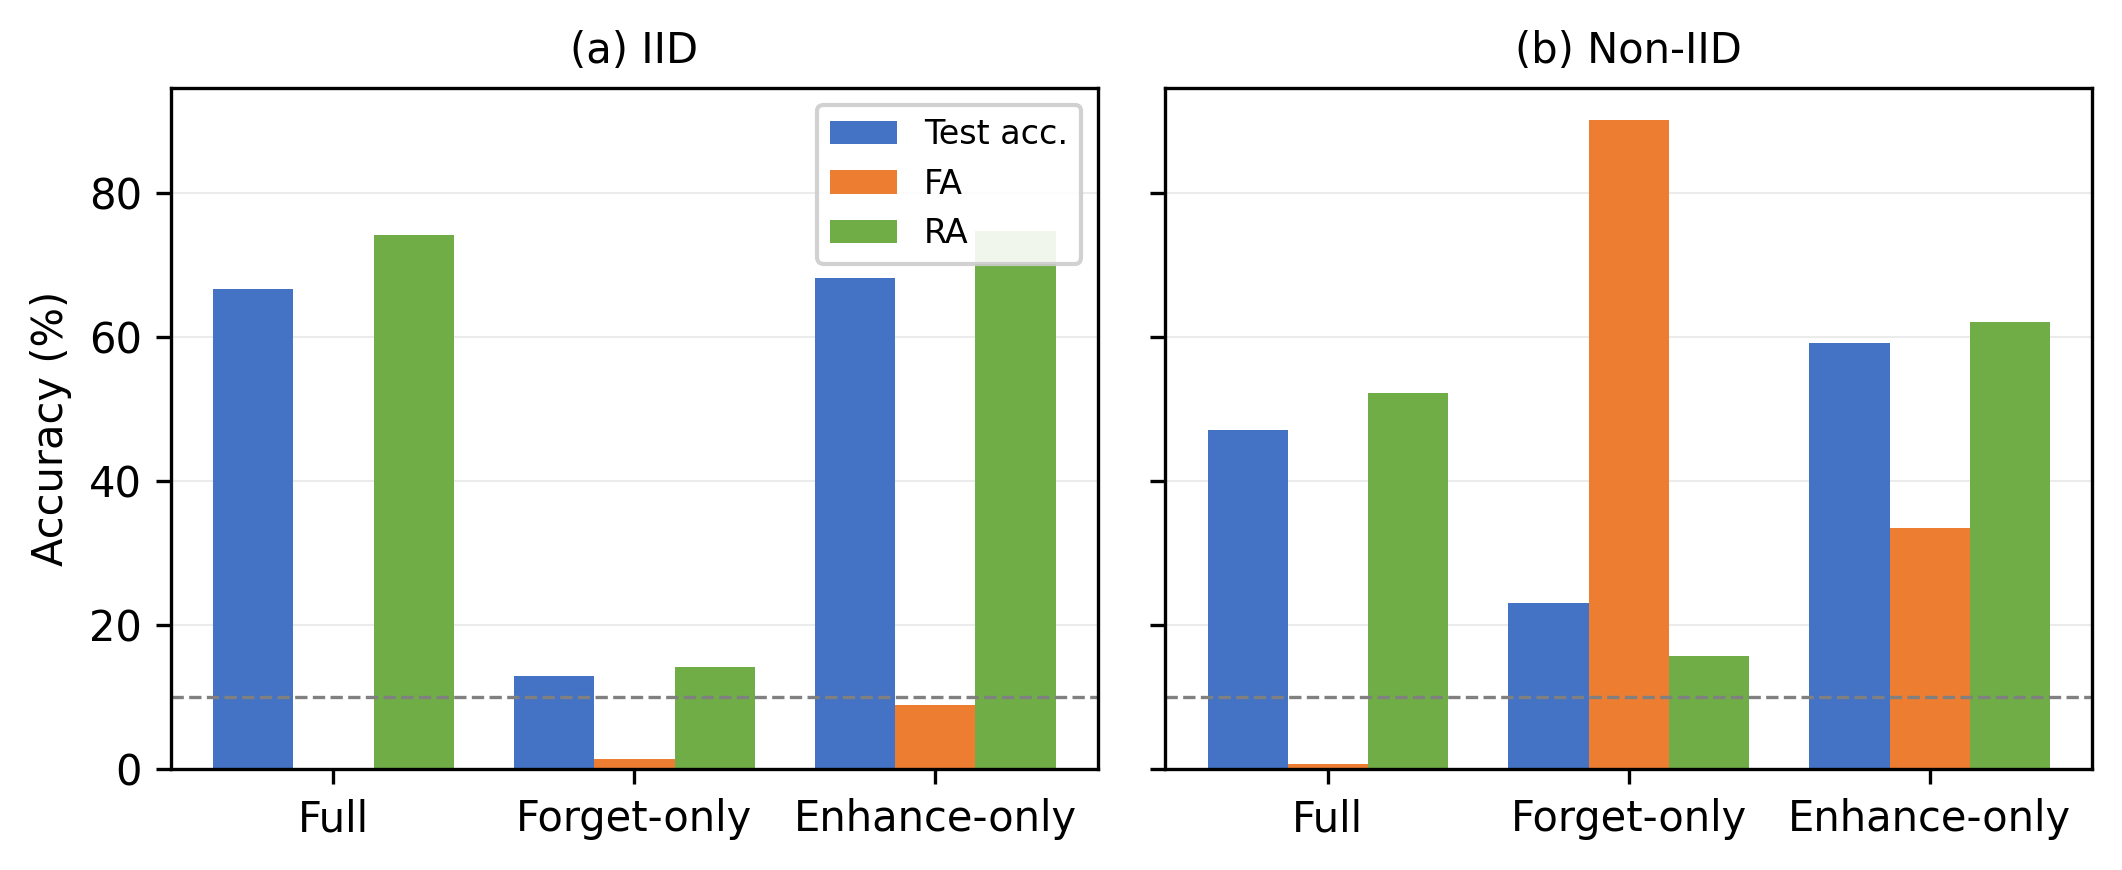 (a) IID
(b) Non-IID
Test acc.
FA
RA
Accuracy (%)
80
60
40
20
0
Full
Forget-only
Enhance-only
Full
Forget-only
Enhance-only